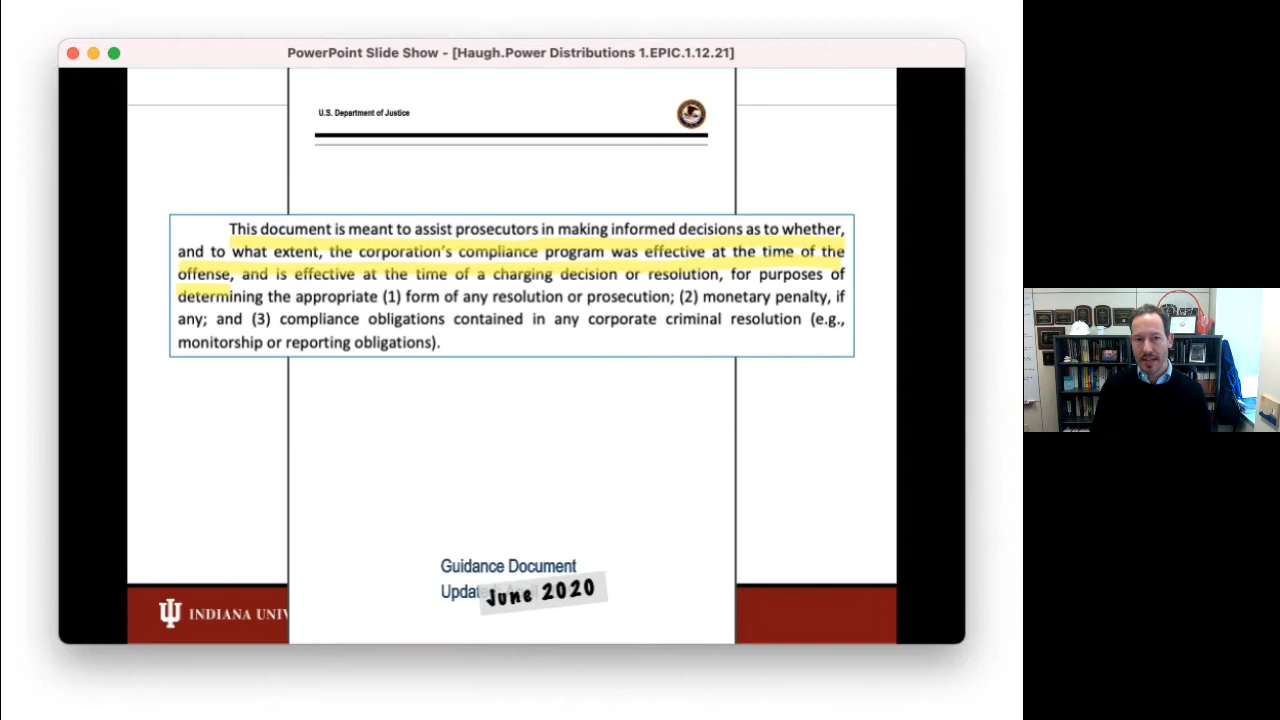 PowerPoint Slide Show - [Haugh.Power Distributions 1.EPIC.1.12.21]
U.S. Department of Justice
This document is meant to assist prosecutors in making informed decisions as to whether,
and to what extent, the corporation's compliance program was effective at the time of the
offense, and is effective at the time of a charging decision or resolution, for purposes of
determining the appropriate (1) form of any resolution or prosecution; (2) monetary penalty, if
any; and (3) compliance obligations contained in any corporate criminal resolution (e.g.,
monitorship or reporting obligations).
Guidance Document
June 2020
INDIANA